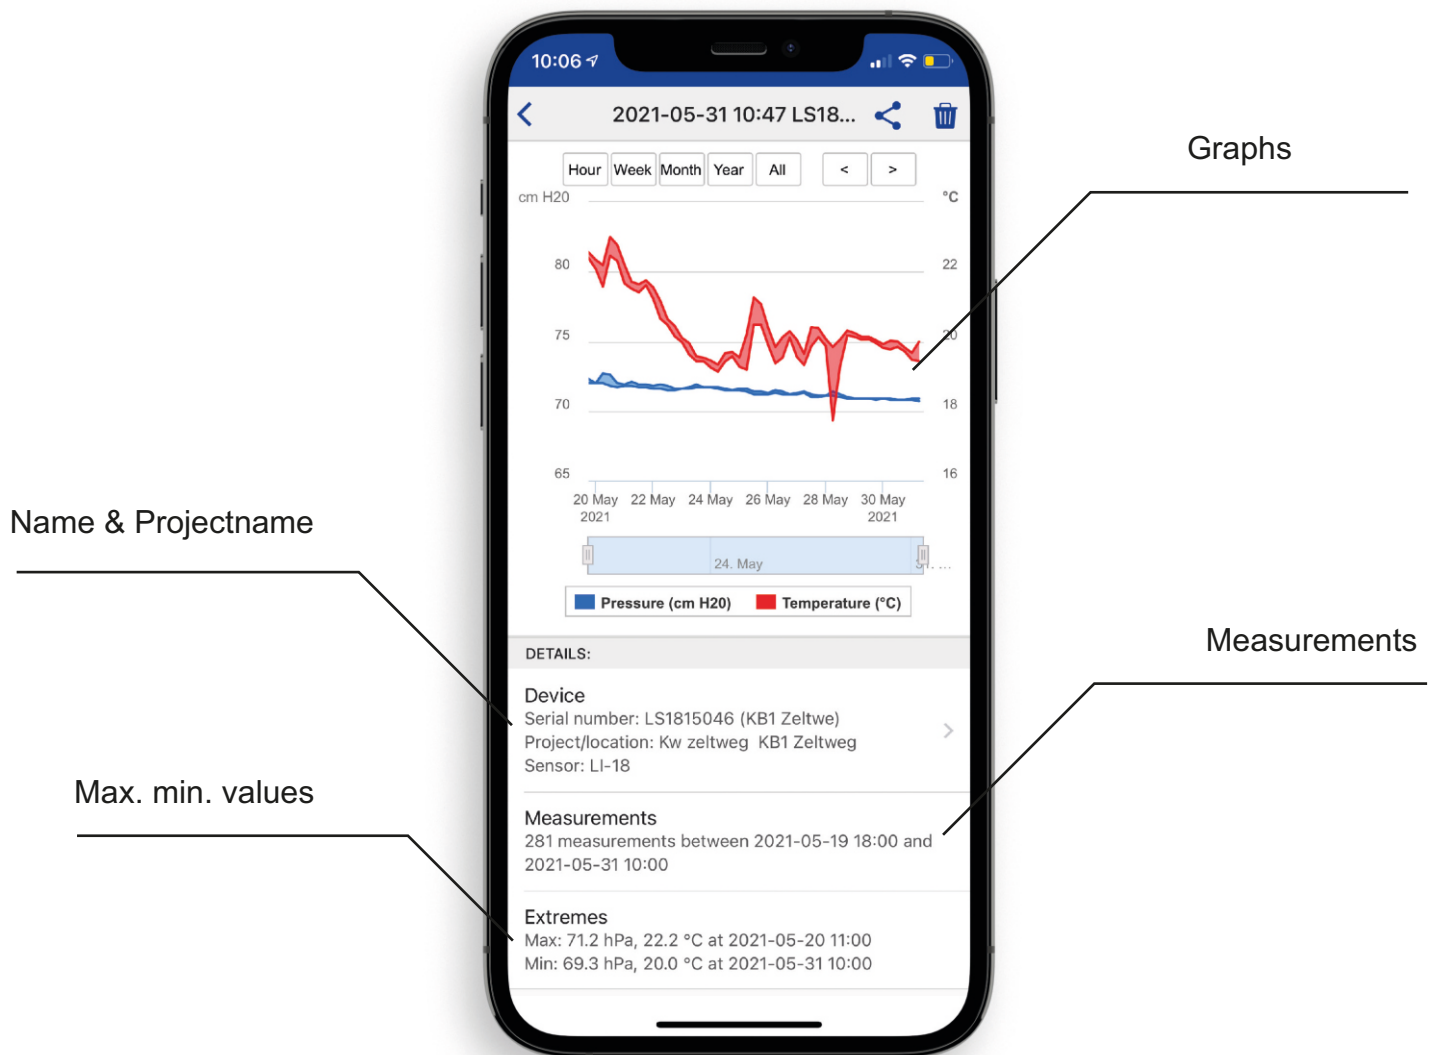 10:06
2021-05-31 10:47 LS18...
Graphs
Hour Week Month Year All < >
cm H20 °C
80 22
75 20
70 18
65 16
20 May 22 May 24 May 26 May 28 May 30 May
2021 2021
24. May
Pressure (cm H20) Temperature (°C)
Name & Projectname
DETAILS:
Measurements
Device
Serial number: LS1815046 (KB1 Zeltwe)
Project/location: Kw zeltweg KB1 Zeltweg
Sensor: LI-18
Max. min. values
Measurements
281 measurements between 2021-05-19 18:00 and
2021-05-31 10:00
Extremes
Max: 71.2 hPa, 22.2 °C at 2021-05-20 11:00
Min: 69.3 hPa, 20.0 °C at 2021-05-31 10:00